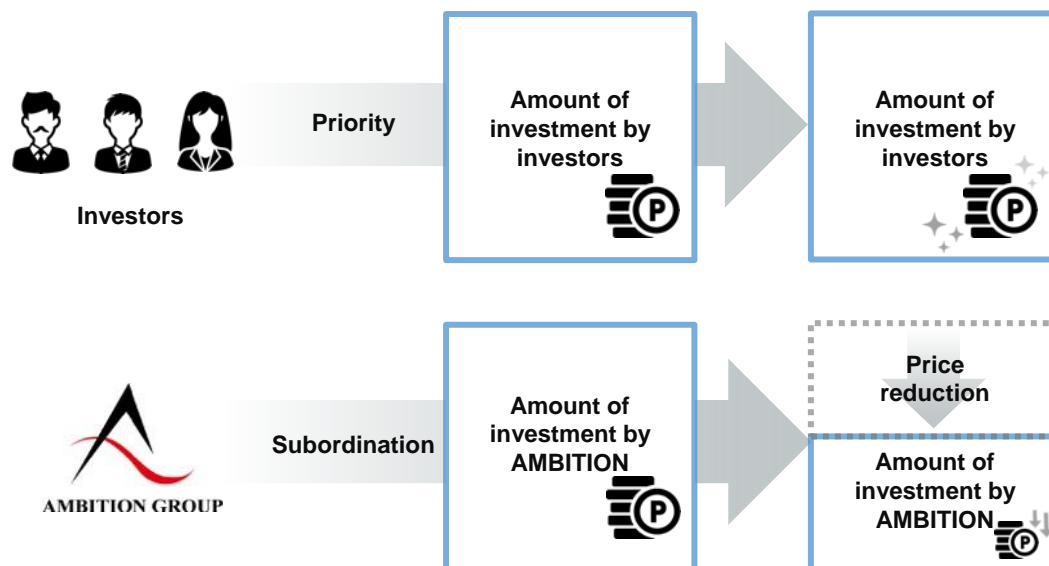 Priority
Amount of
investment by
investors
P
Amount of
investment by
investors
P
Investors
Subordination
Amount of
investment by
AMBITION
P
Price
reduction
Amount of
investment by
AMBITION
P
AMBITION GROUP